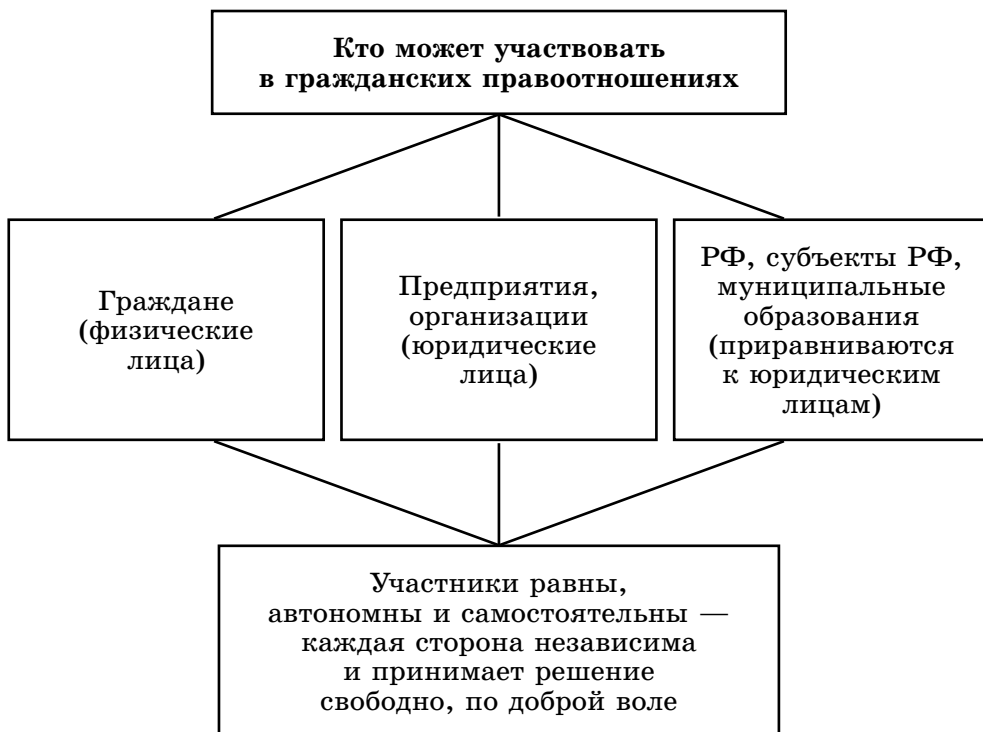 Кто может участвовать
в гражданских правоотношениях
Граждане
(физические
лица)
Предприятия,
организации
(юридические
лица)
РФ, субъекты РФ,
муниципальные
образования
(приравниваются
к юридическим
лицам)
Участники равны,
автономны и самостоятельны —
каждая сторона независима
и принимает решение
свободно, по доброй воле